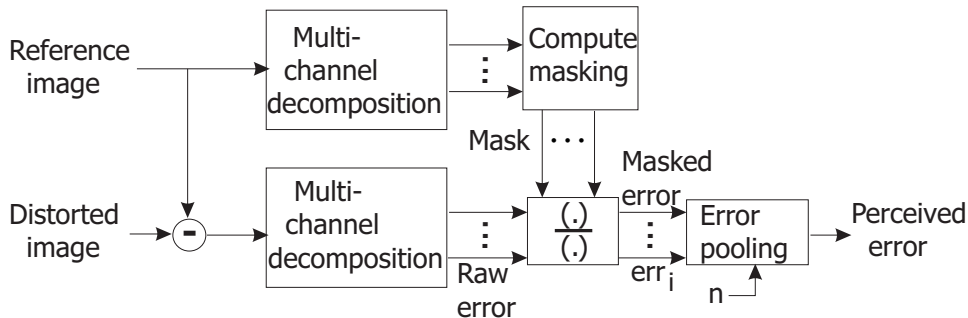 Reference
image
Multi-
channel
decomposition
Compute
masking
Mask
Masked
error
Distorted
image
-
Multi-
channel
decomposition
Raw
error
(.)
(.)
err i
Error
pooling
n
Perceived
error